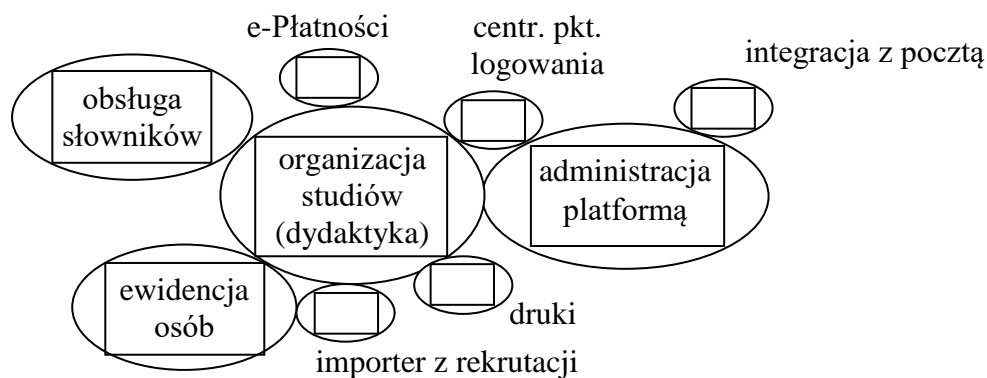 e-Płatności
centr. pkt.
logowania
integracja z pocztą
obsługa
słowników
organizacja
studiów
(dydaktyka)
administracja
platformą
ewidencja
osób
druki
importer z rekrutacji